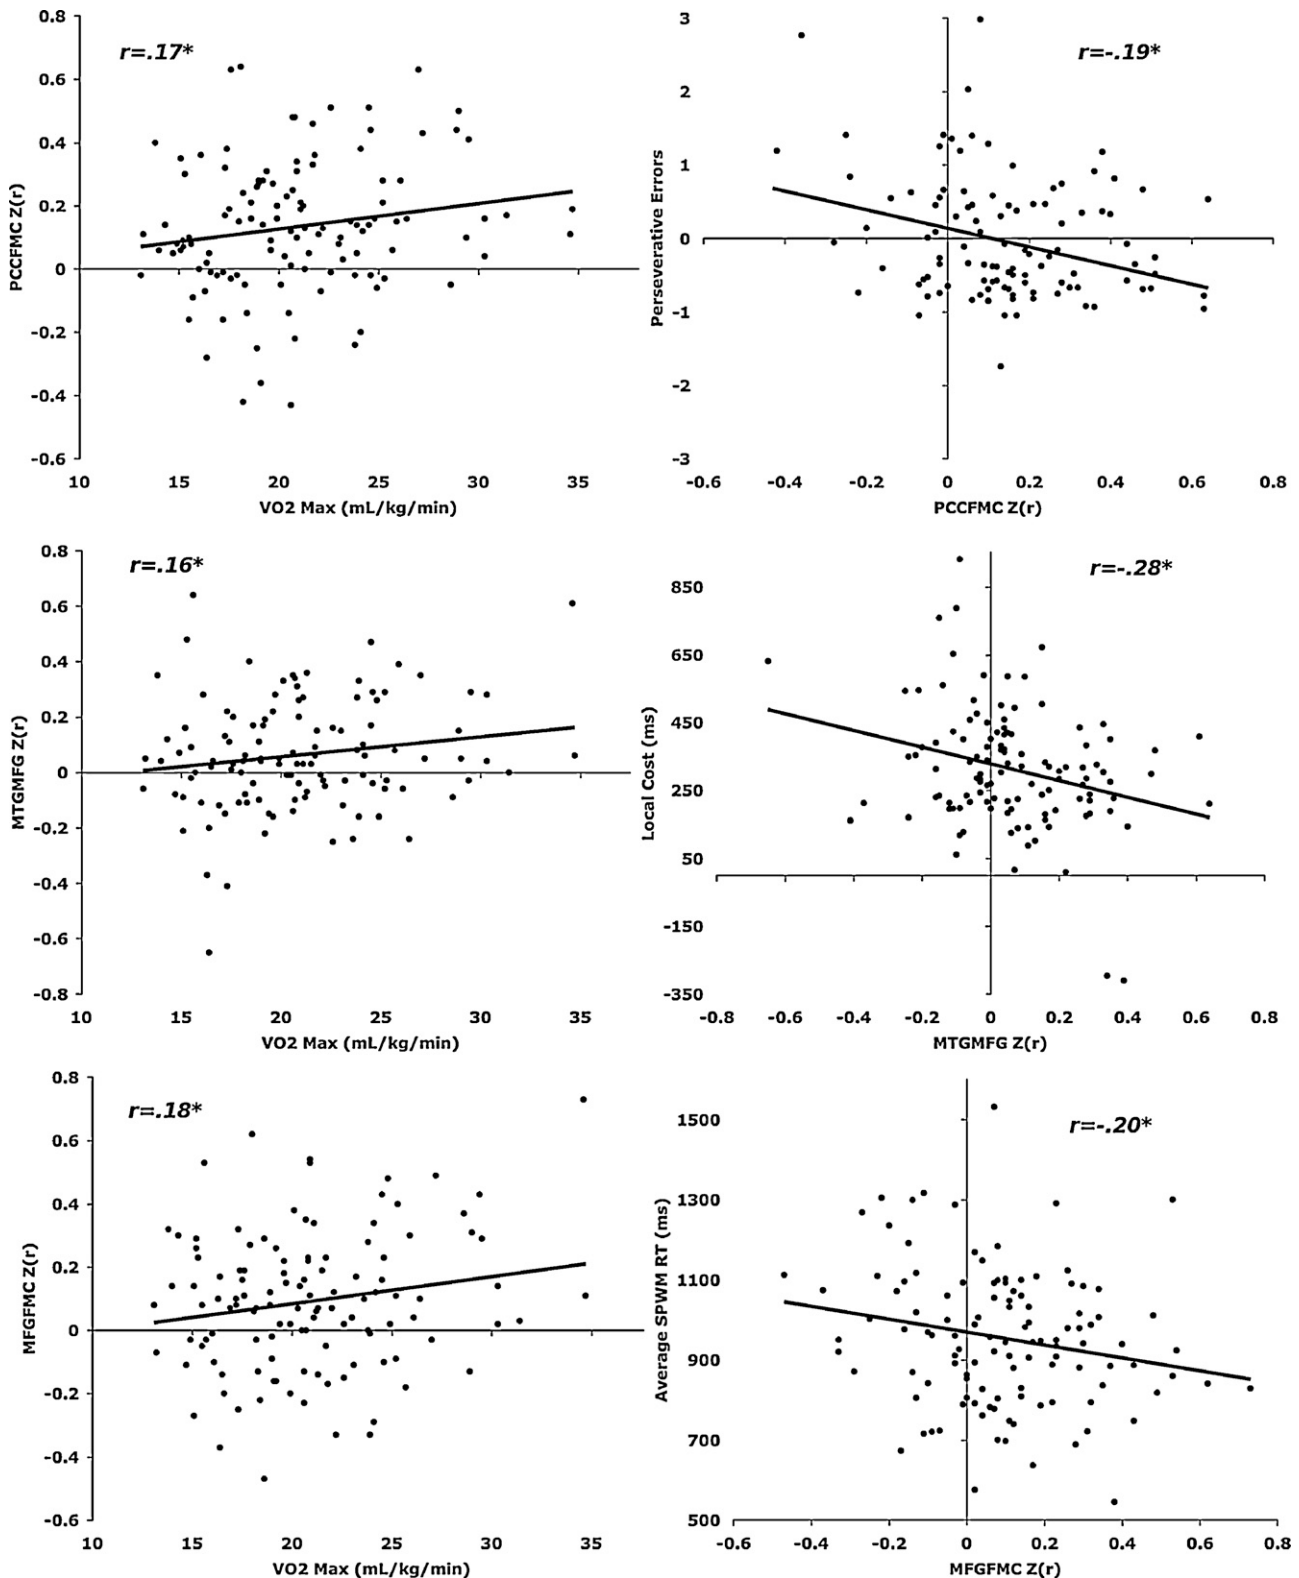 r=.17*
0.8
0.6
0.4
0.2
0
-0.2
-0.4
-0.6
PCCFMC Z(r)
10 15 20 25 30 35
VO2 Max (mL/kg/min)
r=-.19*
3
2
1
0
-1
-2
-3
Perseverative Errors
-0.6 -0.4 -0.2 0 0.2 0.4 0.6 0.8
PCCFMC Z(r)
r=.16*
0.8
0.6
0.4
0.2
0
-0.2
-0.4
-0.6
-0.8
MTGMFG Z(r)
10 15 20 25 30 35
VO2 Max (mL/kg/min)
r=-.28*
850
650
450
250
50
-150
-350
Local Cost (ms)
-0.8 -0.6 -0.4 -0.2 0 0.2 0.4 0.6 0.8
MTGMFG Z(r)
r=.18*
0.8
0.6
0.4
0.2
0
-0.2
-0.4
-0.6
MFGFMC Z(r)
10 15 20 25 30 35
VO2 Max (mL/kg/min)
r=-.20*
1500
1300
1100
900
700
500
Average SPWM RT (ms)
-0.6 -0.4 -0.2 0 0.2 0.4 0.6 0.8
MFGFMC Z(r)